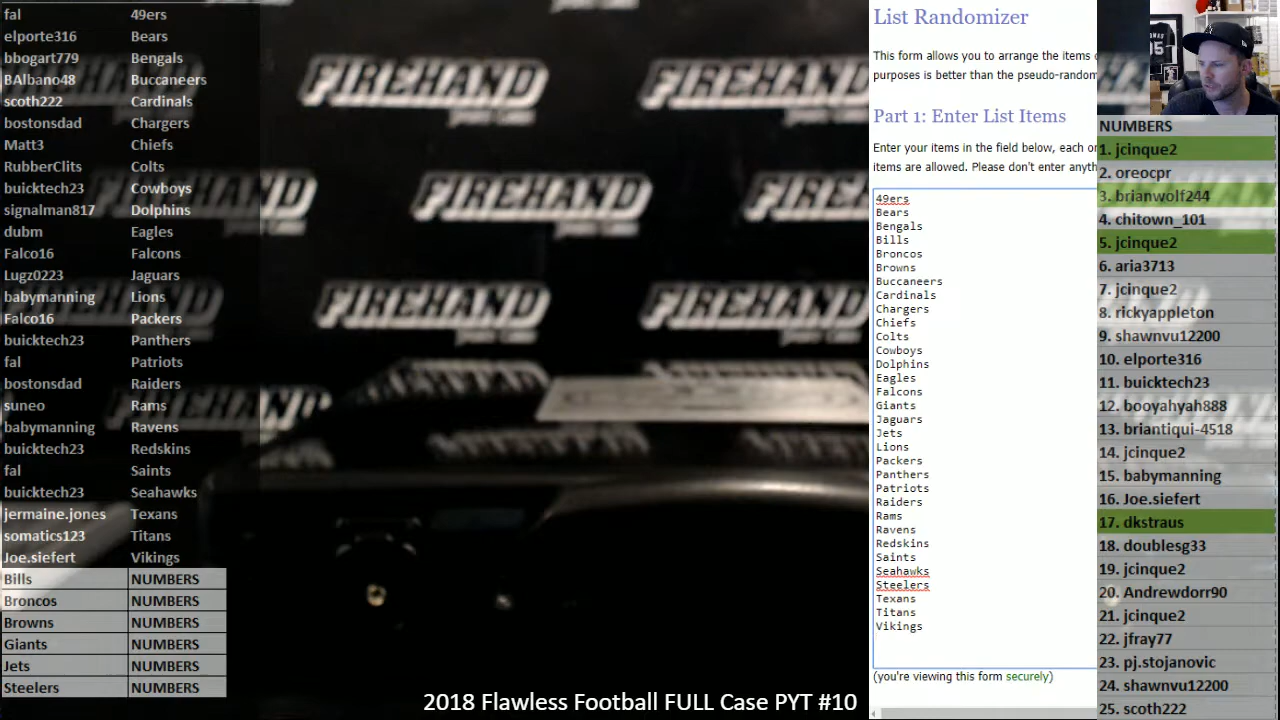 fal 49ers
elporte316 Bears
bbogart779 Bengals
BAlbano48 Buccaneers
scoth222 Cardinals
bostonsdad Chargers
Matt3 Chiefs
RubberClits Colts
buicktech23 Cowboys
signalman817 Dolphins
dubm Eagles
Falco16 Falcons
Lugz0223 Jaguars
babymanning Lions
Falco16 Packers
buicktech23 Panthers
fal Patriots
bostonsdad Raiders
suneo Rams
babymanning Ravens
buicktech23 Redskins
fal Saints
buicktech23 Seahawks
jermaine.jones Texans
somatics123 Titans
Joe.siefert Vikings
Bills NUMBERS
Broncos NUMBERS
Browns NUMBERS
Giants NUMBERS
Jets NUMBERS
Steelers NUMBERS
FIREHAND FIREHAND
FIREHAND FIREHAND
FIREHAND FIREHAND
2018 Flawless Football FULL Case PYT #10
List Randomizer
This form allows you to arrange the items
purposes is better than the pseudo-random
Part 1: Enter List Items
Enter your items in the field below, each
items are allowed. Please don't enter
49ers
Bears
Bengals
Bills
Broncos
Browns
Buccaneers
Cardinals
Chargers
Chiefs
Colts
Cowboys
Dolphins
Eagles
Falcons
Giants
Jaguars
Jets
Lions
Packers
Panthers
Patriots
Raiders
Rams
Ravens
Redskins
Saints
Seahawks
Steelers
Texans
Titans
Vikings
(you're viewing this form securely)
NUMBERS
1. jcinque2
2. oreocpr
3. brianwolf244
4. chitown_101
5. jcinque2
6. aria3713
7. jcinque2
8. rickyappleton
9. shawnvu12200
10. elporte316
11. buicktech23
12. booyahyah888
13. briantiqui-4518
14. jcinque2
15. babymanning
16. Joe.siefert
17. dkstraus
18. doublesg33
19. jcinque2
20. Andrewdorr90
21. jcinque2
22. jfray77
23. pj.stojanovic
24. shawnvu12200
25. scoth222